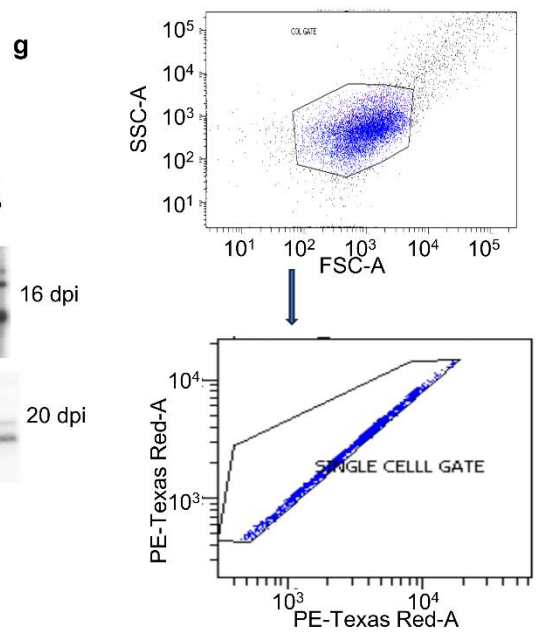 g
COL GATE
SSC-A
10⁵
10⁴
10³
10²
10¹
10¹ 10² 10³ 10⁴ 10⁵
FSC-A
16 dpi
20 dpi
PE-Texas Red-A
10⁴
10³
SINGLE CELLL GATE
10³ 10⁴
PE-Texas Red-A